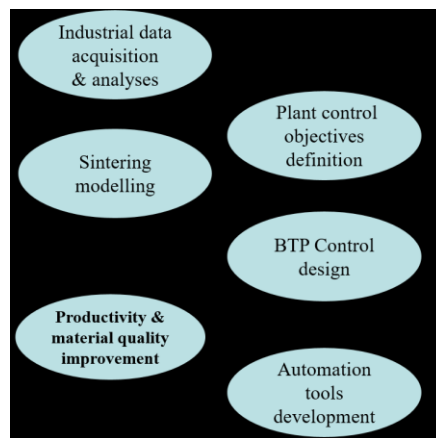 Industrial data
acquisition
& analyses
Plant control
objectives
definition
Sintering
modelling
BTP Control
design
Productivity &
material quality
improvement
Automation
tools
development